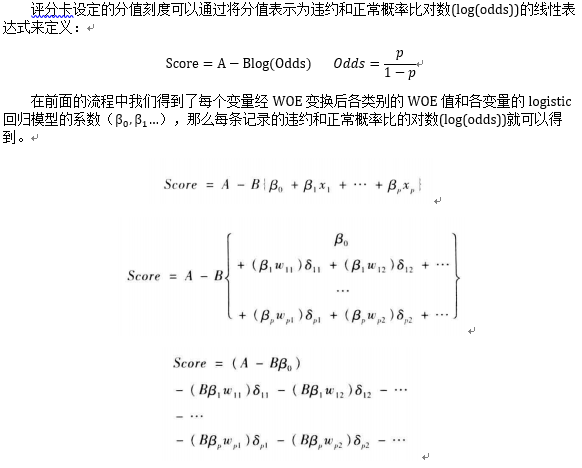 评分卡设定的分值刻度可以通过将分值表示为违约和正常概率比对数(log(odds))的线性表
达式来定义：
Score = A − Blog(Odds)　Odds = p/(1 − p)
在前面的流程中我们得到了每个变量经 WOE 变换后各类别的 WOE 值和各变量的 logistic
回归模型的系数（β₀, β₁ …），那么每条记录的违约和正常概率比的对数(log(odds))就可以得
到。
Score = A − B{β₀ + β₁x₁ + ⋯ + βₚxₚ}
Score = A − B{
β₀
+ (β₁w₁₁)δ₁₁ + (β₁w₁₂)δ₁₂ + ⋯
⋯
+ (βₚwₚ₁)δₚ₁ + (βₚwₚ₂)δₚ₂ + ⋯
}
Score = (A − Bβ₀)
− (Bβ₁w₁₁)δ₁₁ − (Bβ₁w₁₂)δ₁₂ − ⋯
− ⋯
− (Bβₚwₚ₁)δₚ₁ − (Bβₚwₚ₂)δₚ₂ − ⋯